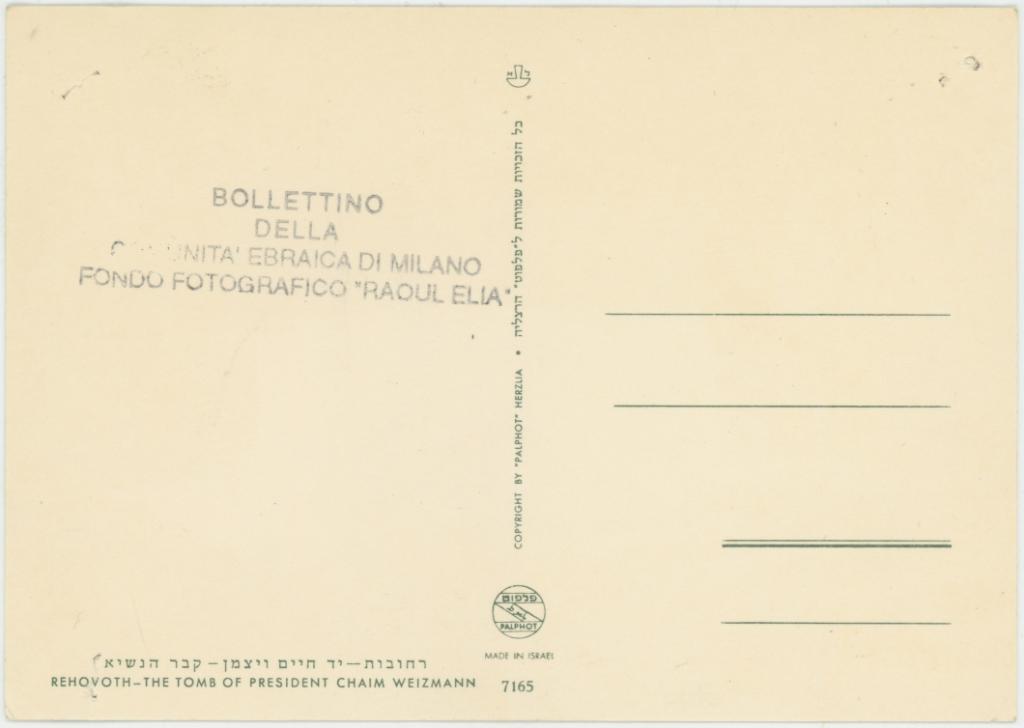 BOLLETTINO
DELLA
EBRAICA DI MILANO
FONDO FOTOGRAFICO "RAOUL ELIA"
כל הזכויות שמורות ל"פלפוט" הרצליה • COPYRIGHT BY "PALPHOT" HERZLIA
פלפוט
PALPHOT
MADE IN ISRAEL
רחובות – יד חיים ויצמן – קבר הנשיא
REHOVOTH – THE TOMB OF PRESIDENT CHAIM WEIZMANN
7165